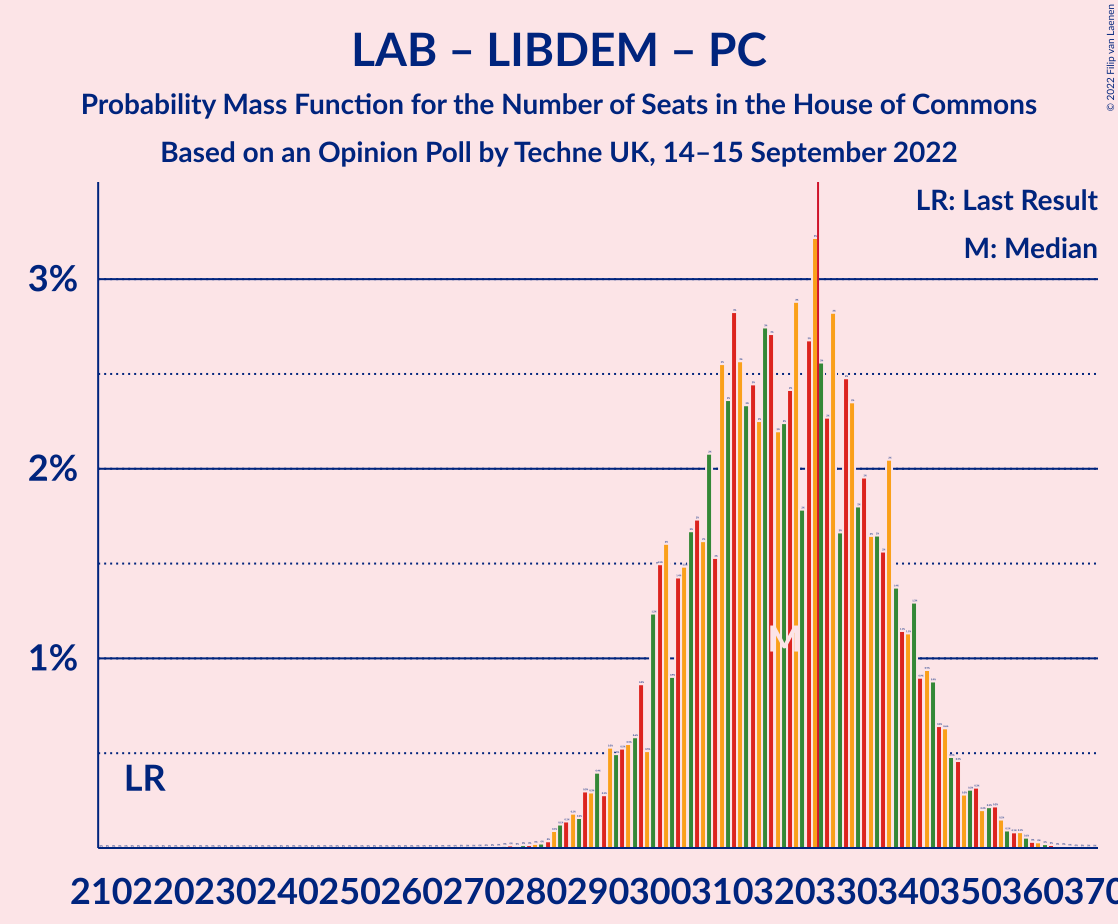 LAB – LIBDEM – PC
Probability Mass Function for the Number of Seats in the House of Commons
Based on an Opinion Poll by Techne UK, 14–15 September 2022
© 2022 Filip van Laenen
LR: Last Result
M: Median
3%
2%
1%
M
LR
210220230240250260270280290300310320330340350360370